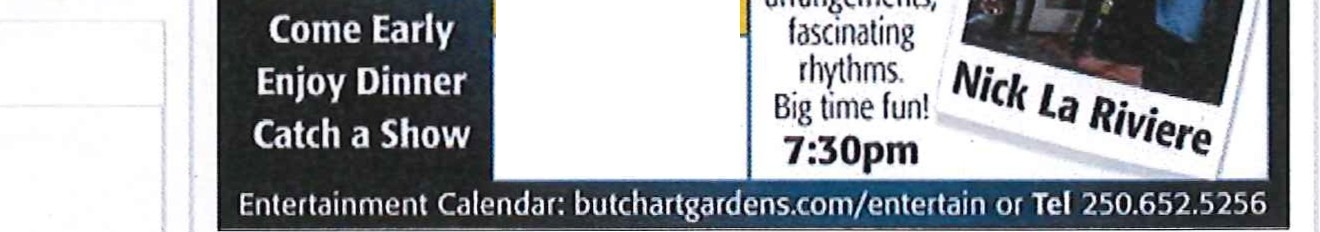 Come Early
Enjoy Dinner
Catch a Show
arrangements,
fascinating
rhythms.
Big time fun!
7:30pm
Nick La Riviere
Entertainment Calendar: butchartgardens.com/entertain or Tel 250.652.5256